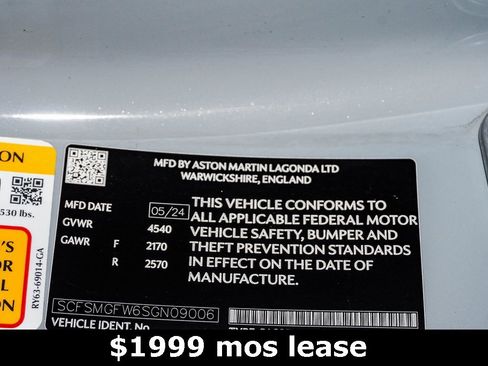 ON
530 lbs.
'S
OR
L
ON
RY63-69014-GA
MFD BY ASTON MARTIN LAGONDA LTD
WARWICKSHIRE, ENGLAND
MFD DATE 05/24
GVWR 4540
GAWR F 2170
R 2570
THIS VEHICLE CONFORMS TO
ALL APPLICABLE FEDERAL MOTOR
VEHICLE SAFETY, BUMPER AND
THEFT PREVENTION STANDARDS
IN EFFECT ON THE DATE OF
MANUFACTURE.
SCFSMGFW6SGN09006
VEHICLE IDENT. No
$1999 mos lease